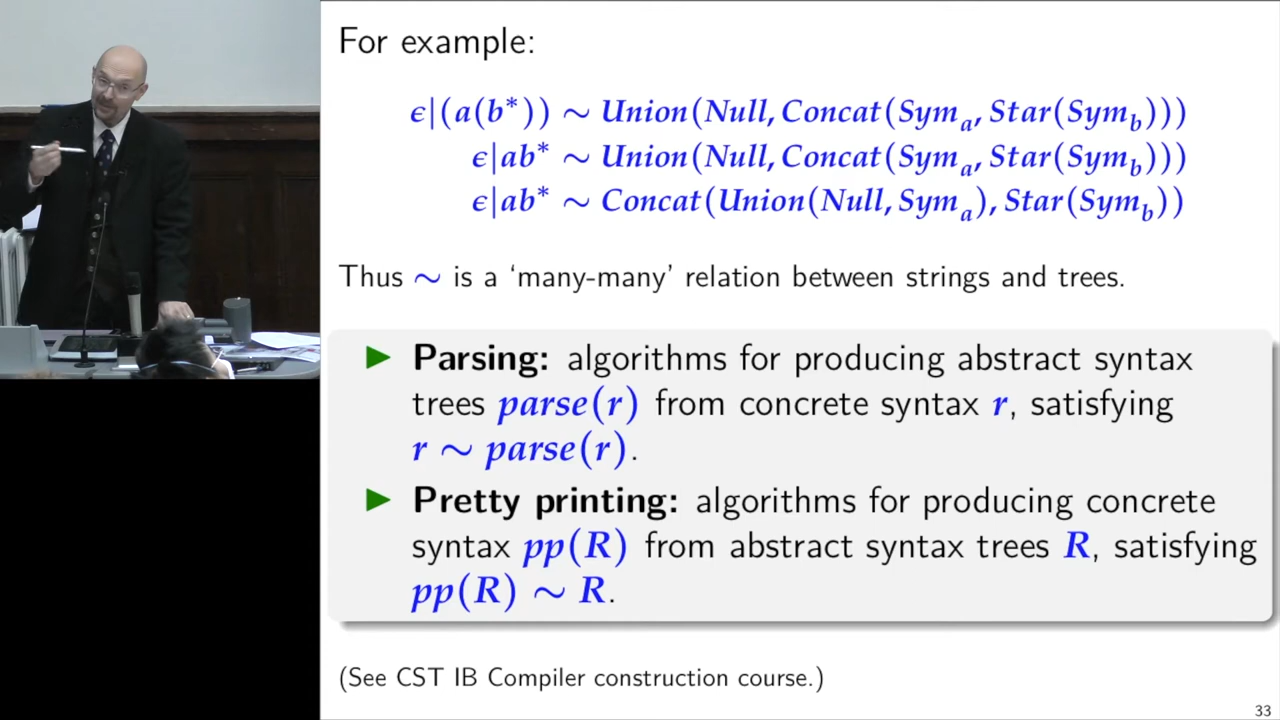 For example:
ϵ|(a(b*)) ∼ Union(Null, Concat(Sym_a, Star(Sym_b)))
ϵ|ab* ∼ Union(Null, Concat(Sym_a, Star(Sym_b)))
ϵ|ab* ∼ Concat(Union(Null, Sym_a), Star(Sym_b))
Thus ∼ is a ‘many-many’ relation between strings and trees.
▶ Parsing: algorithms for producing abstract syntax
trees parse(r) from concrete syntax r, satisfying
r ∼ parse(r).
▶ Pretty printing: algorithms for producing concrete
syntax pp(R) from abstract syntax trees R, satisfying
pp(R) ∼ R.
(See CST IB Compiler construction course.)
33